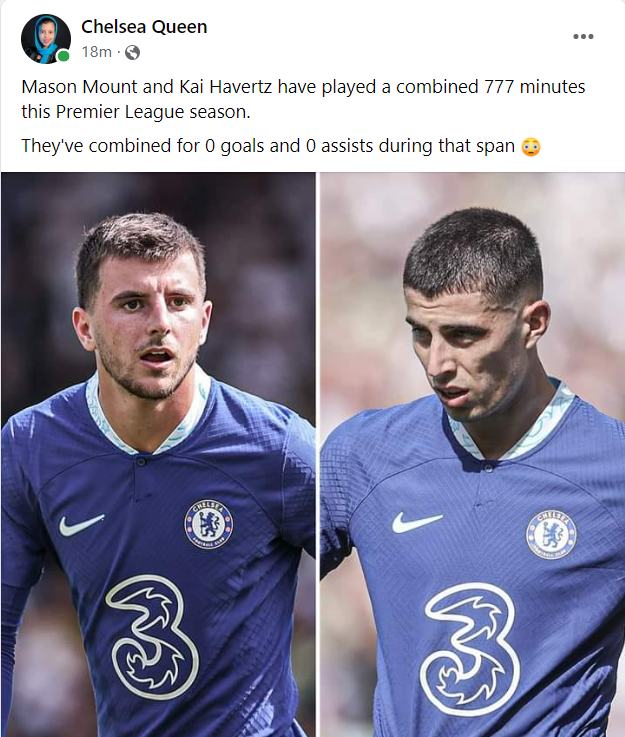 Chelsea Queen
18m ·
Mason Mount and Kai Havertz have played a combined 777 minutes
this Premier League season.
They've combined for 0 goals and 0 assists during that span 😳
CHELSEA
FOOTBALL CLUB
3
CHELSEA
FOOTBALL CLUB
3